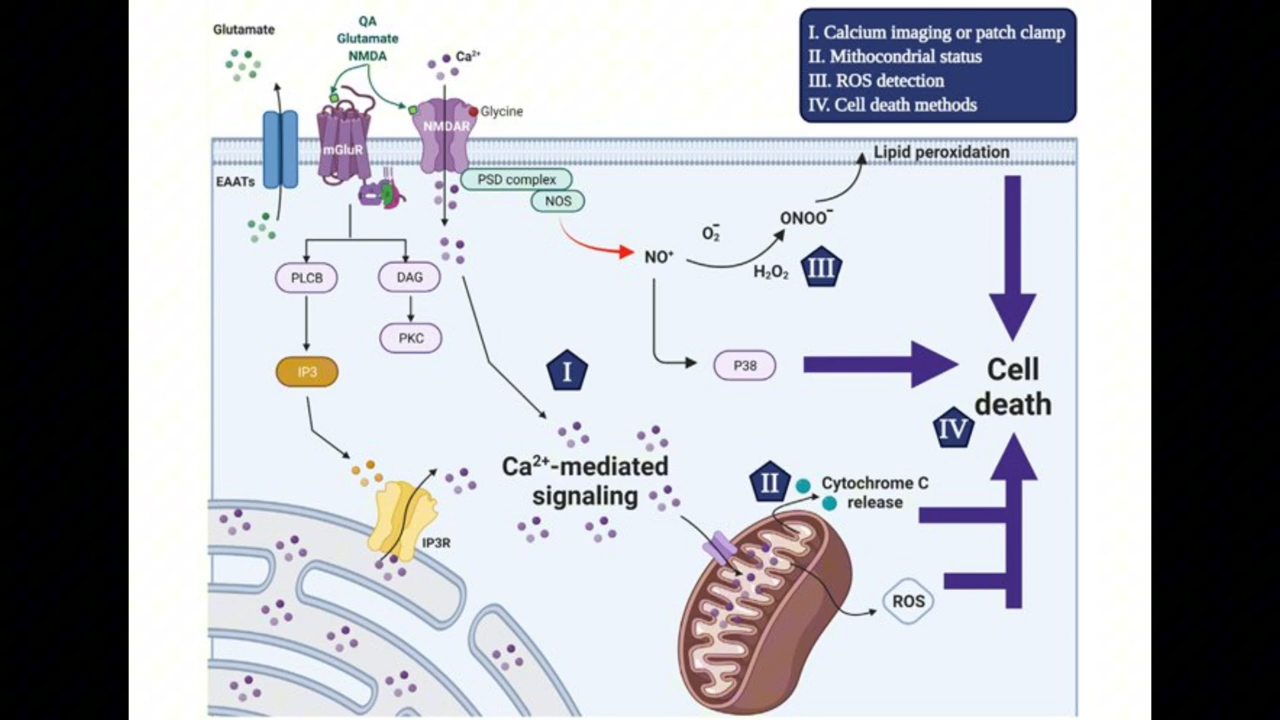 Glutamate
QA
Glutamate
NMDA
Ca²⁺
I. Calcium imaging or patch clamp
II. Mithocondrial status
III. ROS detection
IV. Cell death methods
Glycine
NMDAR
mGluR
EAATs
Lipid peroxidation
PSD complex
NOS
ONOO⁻
O₂⁻
NO⁺
H₂O₂
III
PLCB
DAG
PKC
IP3
I
P38
Cell
death
IV
Ca²⁺-mediated
signaling
II
Cytochrome C
release
IP3R
ROS